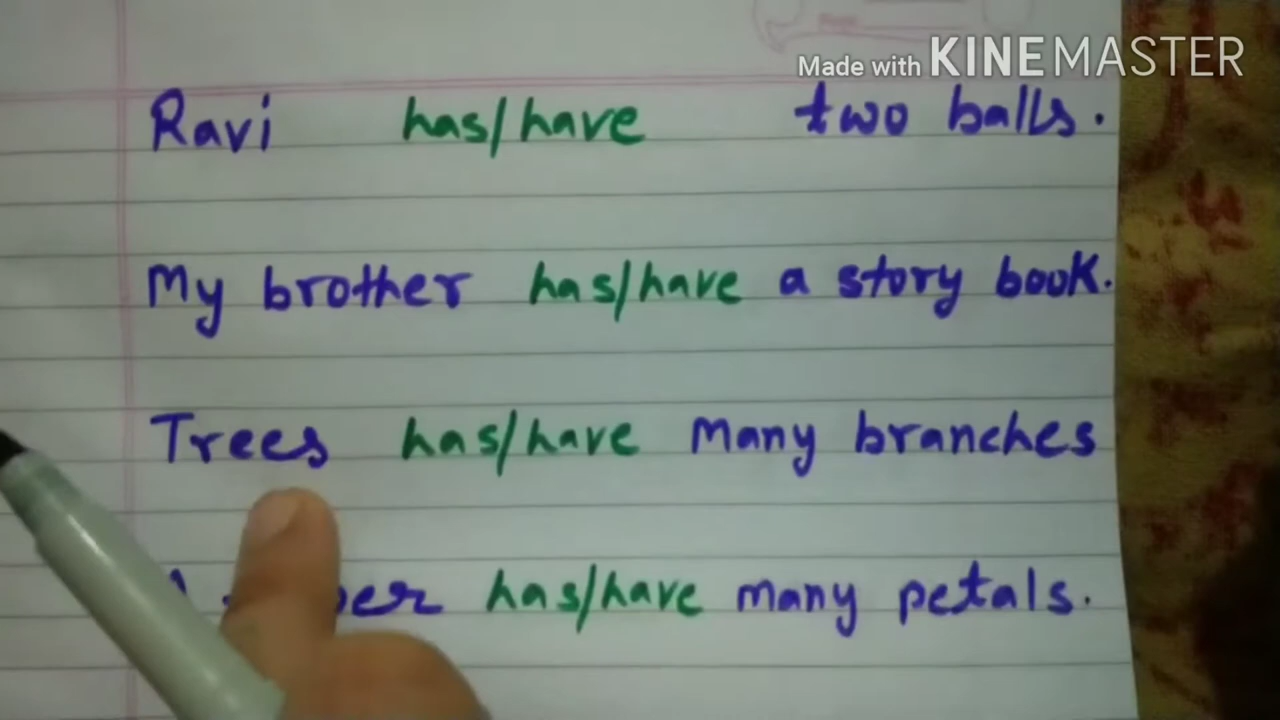 Made with KINEMASTER
Ravi has/have two balls.
My brother has/have a story book.
Trees has/have many branches
has/have many petals.